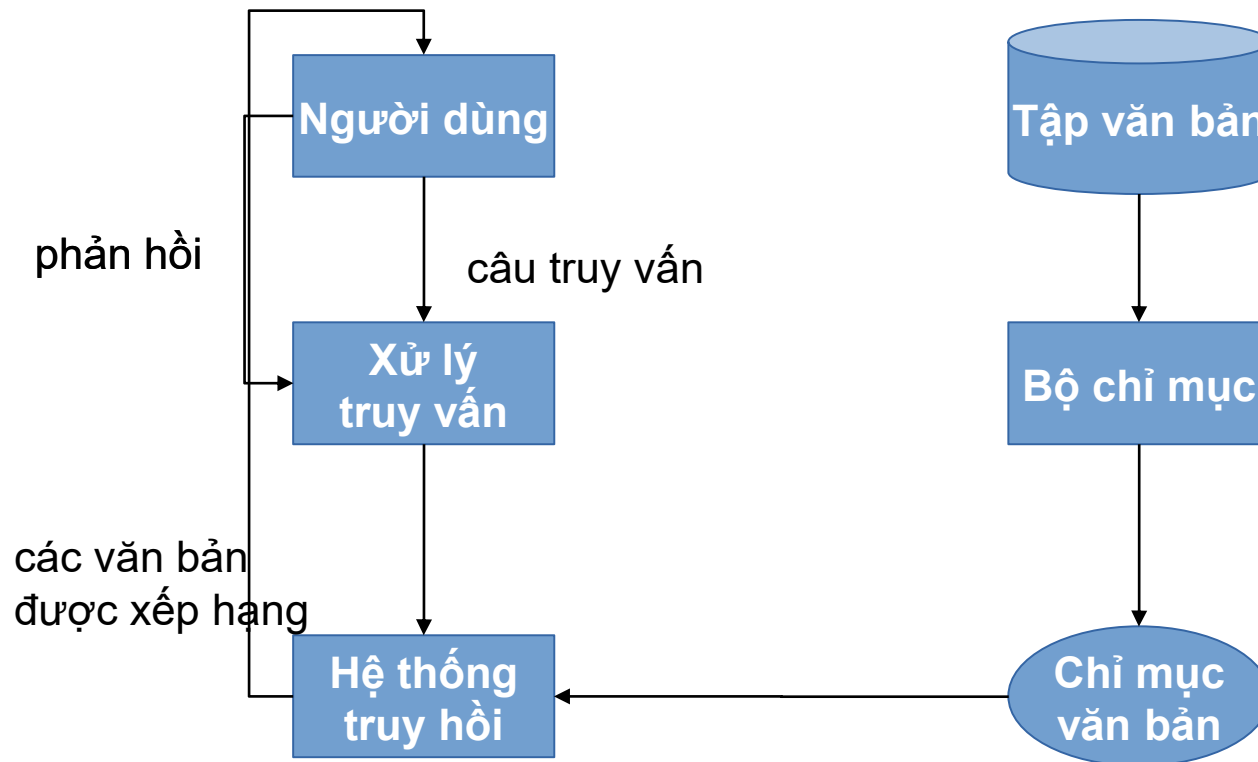 Người dùng
Tập văn bản
phản hồi
câu truy vấn
Xử lý
truy vấn
Bộ chỉ mục
các văn bản
được xếp hạng
Hệ thống
truy hồi
Chỉ mục
văn bản